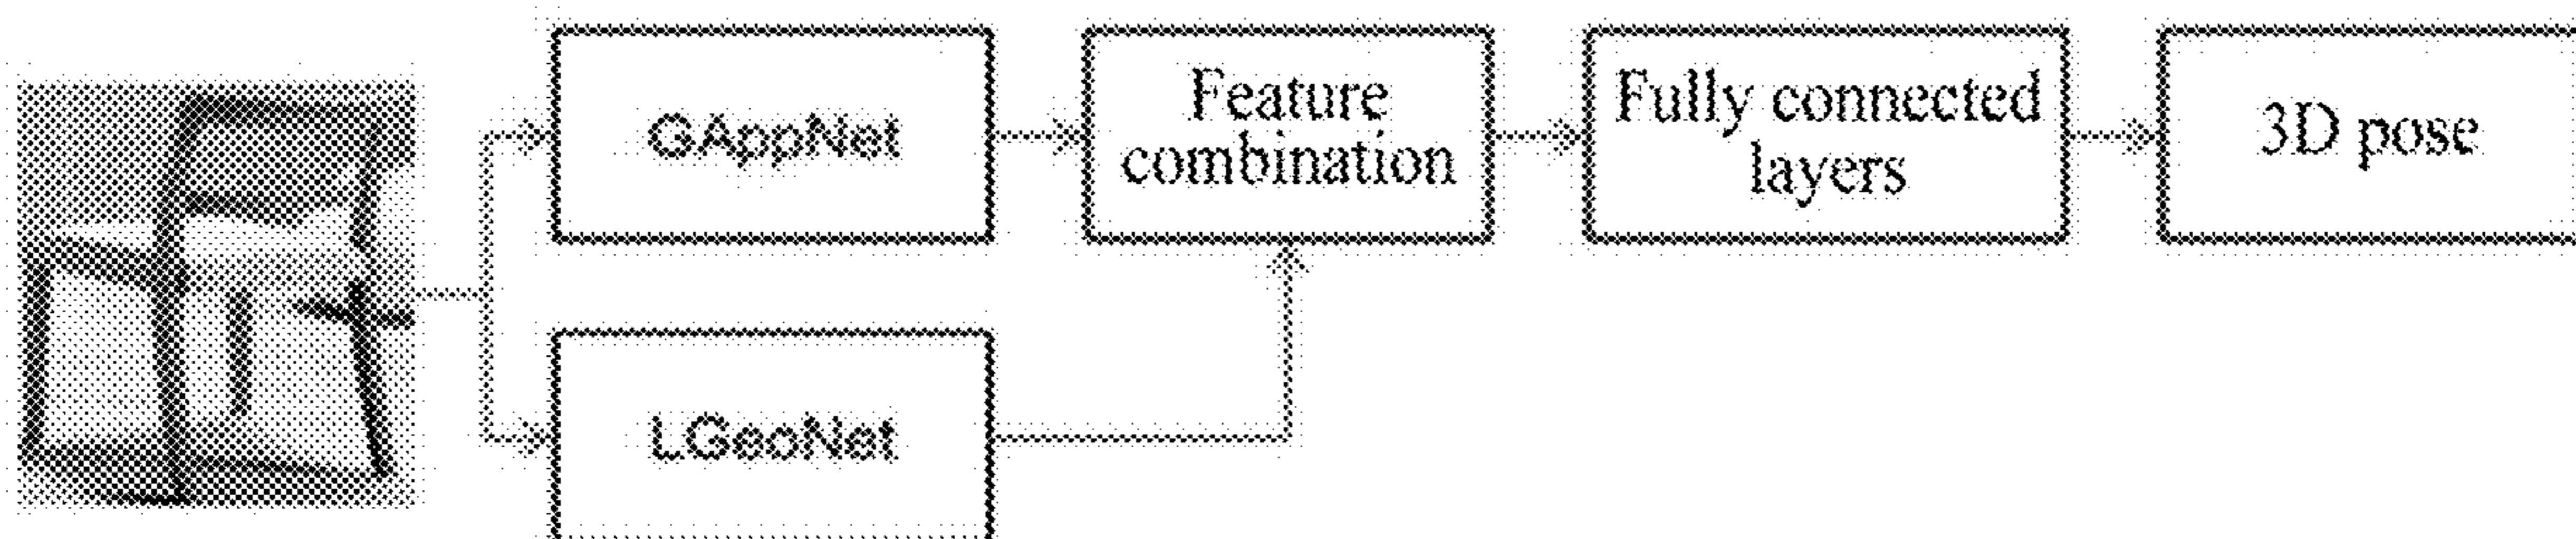 GAppNet
Feature
combination
Fully connected
layers
3D pose
LGeoNet